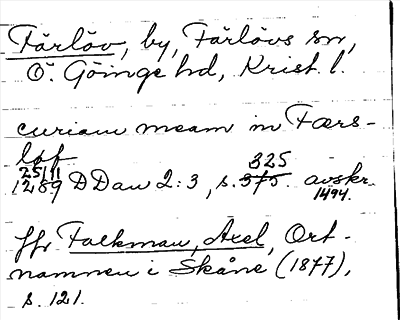 Färlöv, by, Färlövs sn,
Ö. Göinge hd, Krist. l.
curiam meam in Færs-
løf
25/11 325
1289 DDan 2:3, s. 375. avskr.
1494.
Jfr Falkman, Axel, Ort-
namnen i Skåne (1877),
s. 121.